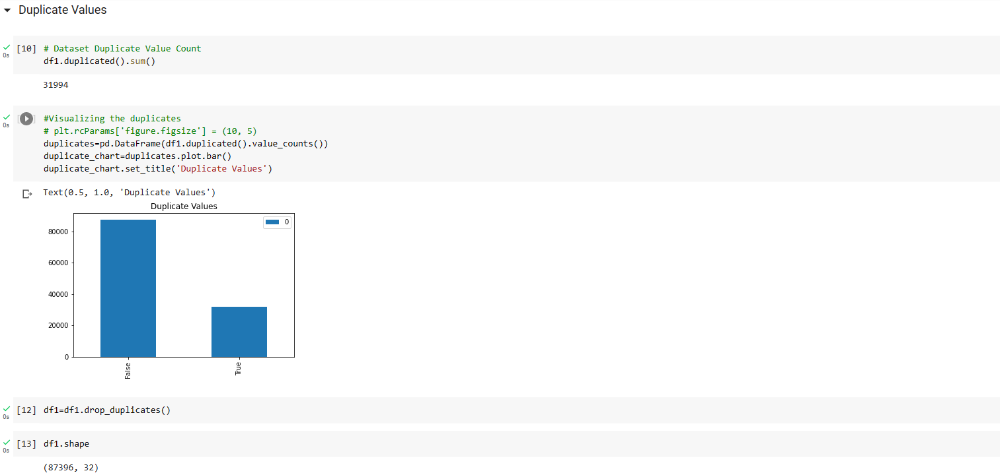 Duplicate Values
0s
[10]
# Dataset Duplicate Value Count
df1.duplicated().sum()
31994
0s
#Visualizing the duplicates
# plt.rcParams['figure.figsize'] = (10, 5)
duplicates=pd.DataFrame(df1.duplicated().value_counts())
duplicate_chart=duplicates.plot.bar()
duplicate_chart.set_title('Duplicate Values')
Text(0.5, 1.0, 'Duplicate Values')
Duplicate Values
0
80000
60000
40000
20000
0
False
True
0s
[12] df1=df1.drop_duplicates()
0s
[13] df1.shape
(87396, 32)